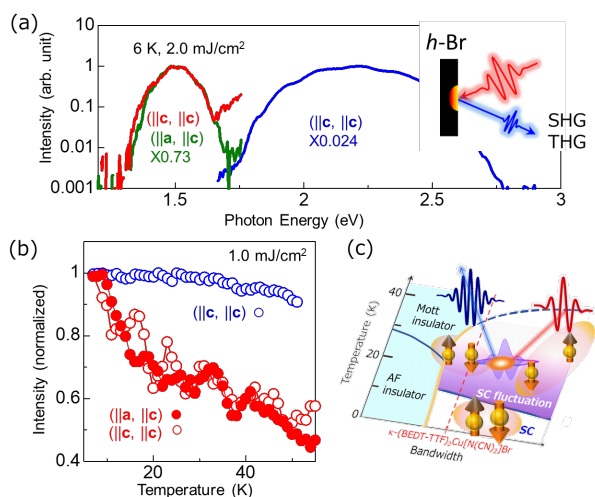 (a)
Intensity (arb. unit)
1
0.1
0.01
0.001
6 K, 2.0 mJ/cm²
(||c, ||c)
(||a, ||c)
X0.73
(||c, ||c)
X0.024
h-Br
SHG
THG
1.5
2
2.5
3
Photon Energy (eV)
(b)
Intensity (normalized)
1
0.8
0.6
0.4
1.0 mJ/cm²
(||c, ||c)
(||a, ||c)
(||c, ||c)
20
40
Temperature (K)
(c)
Temperature (K)
40
20
0
Mott
insulator
AF
insulator
SC fluctuation
SC
κ-(BEDT-TTF)₂Cu[N(CN)₂]Br
Bandwidth